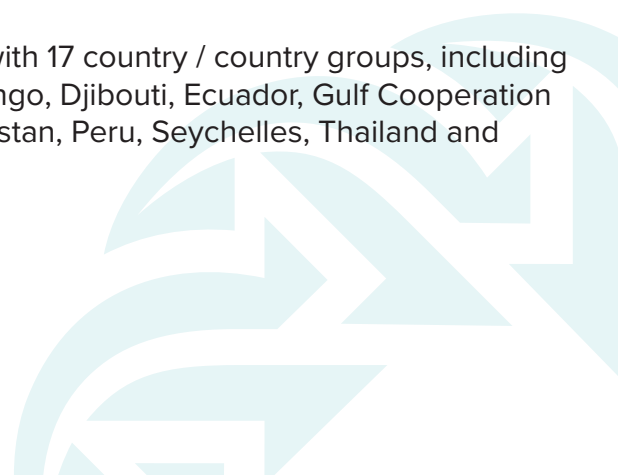 with 17 country / country groups, including
ngo, Djibouti, Ecuador, Gulf Cooperation
stan, Peru, Seychelles, Thailand and